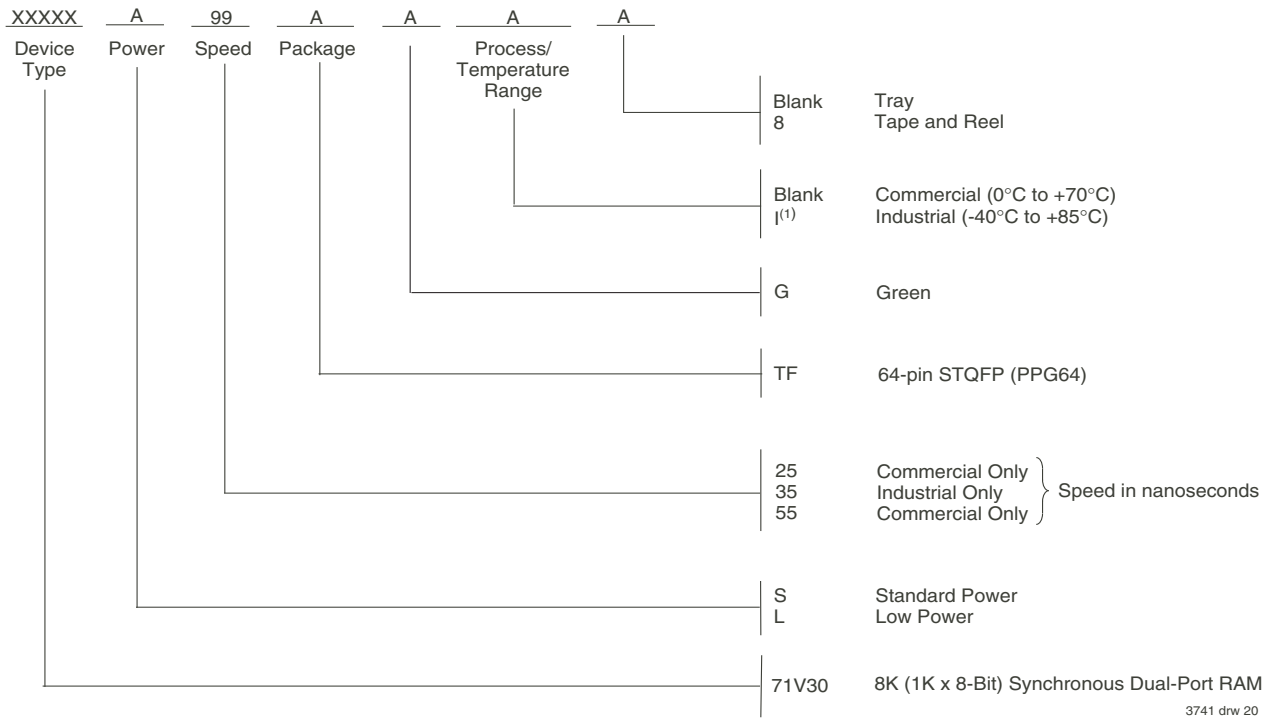 XXXXX A 99 A A A A
Device Type Power Speed Package Process/ Temperature Range
Blank Tray
8 Tape and Reel
Blank Commercial (0°C to +70°C)
I(1) Industrial (-40°C to +85°C)
G Green
TF 64-pin STQFP (PPG64)
25 Commercial Only
35 Industrial Only Speed in nanoseconds
55 Commercial Only
S Standard Power
L Low Power
71V30 8K (1K x 8-Bit) Synchronous Dual-Port RAM
3741 drw 20